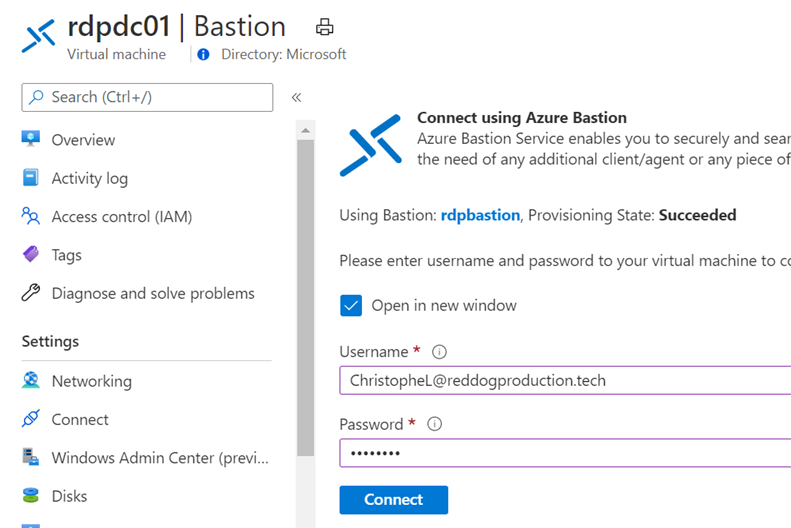 rdpdc01 | Bastion
Virtual machine
Directory: Microsoft
Search (Ctrl+/)
«
Overview
Activity log
Access control (IAM)
Tags
Diagnose and solve problems
Settings
Networking
Connect
Windows Admin Center (previ...
Disks
Connect using Azure Bastion
Azure Bastion Service enables you to securely and sear
the need of any additional client/agent or any piece of
Using Bastion: rdpbastion, Provisioning State: Succeeded
Please enter username and password to your virtual machine to co
Open in new window
Username *
ChristopheL@reddogproduction.tech
Password *
••••••••
Connect